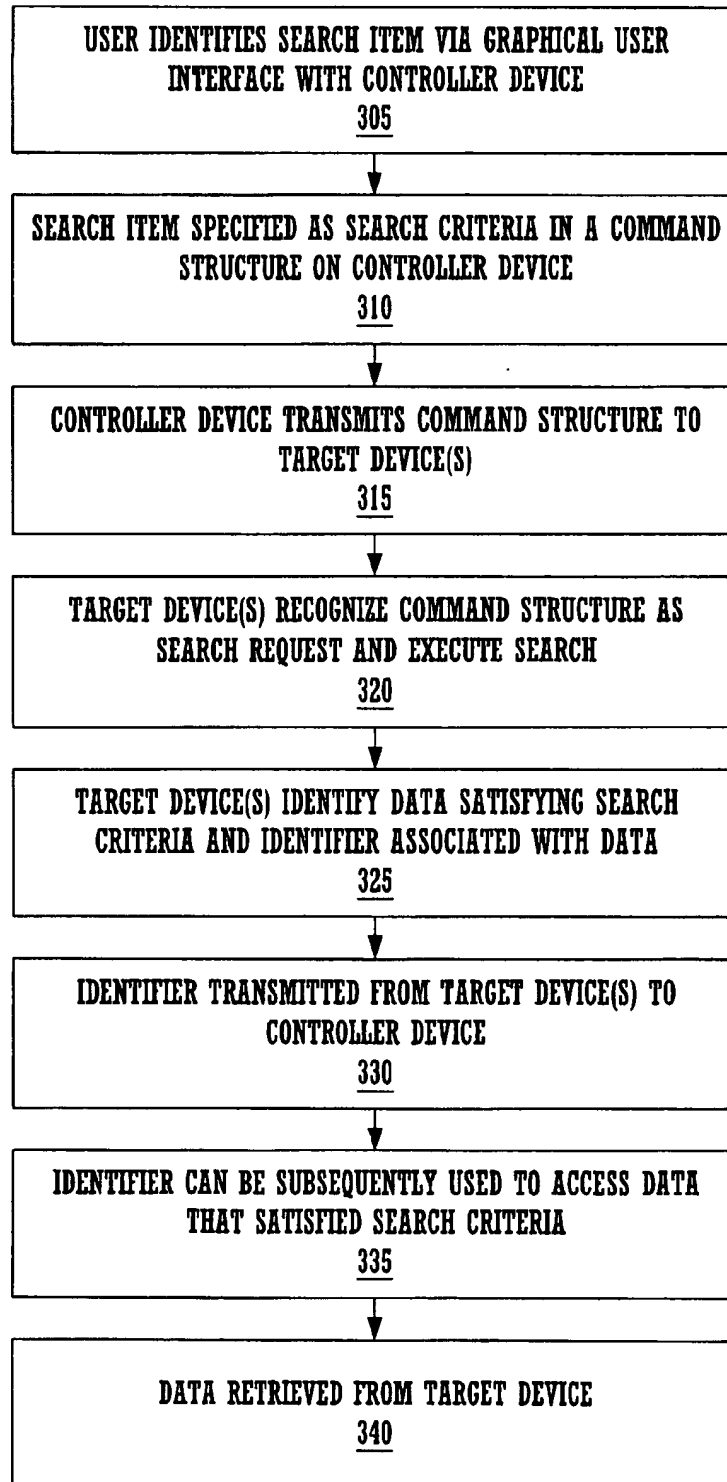 USER IDENTIFIES SEARCH ITEM VIA GRAPHICAL USER
INTERFACE WITH CONTROLLER DEVICE
305
SEARCH ITEM SPECIFIED AS SEARCH CRITERIA IN A COMMAND
STRUCTURE ON CONTROLLER DEVICE
310
CONTROLLER DEVICE TRANSMITS COMMAND STRUCTURE TO
TARGET DEVICE(S)
315
TARGET DEVICE(S) RECOGNIZE COMMAND STRUCTURE AS
SEARCH REQUEST AND EXECUTE SEARCH
320
TARGET DEVICE(S) IDENTIFY DATA SATISFYING SEARCH
CRITERIA AND IDENTIFIER ASSOCIATED WITH DATA
325
IDENTIFIER TRANSMITTED FROM TARGET DEVICE(S) TO
CONTROLLER DEVICE
330
IDENTIFIER CAN BE SUBSEQUENTLY USED TO ACCESS DATA
THAT SATISFIED SEARCH CRITERIA
335
DATA RETRIEVED FROM TARGET DEVICE
340